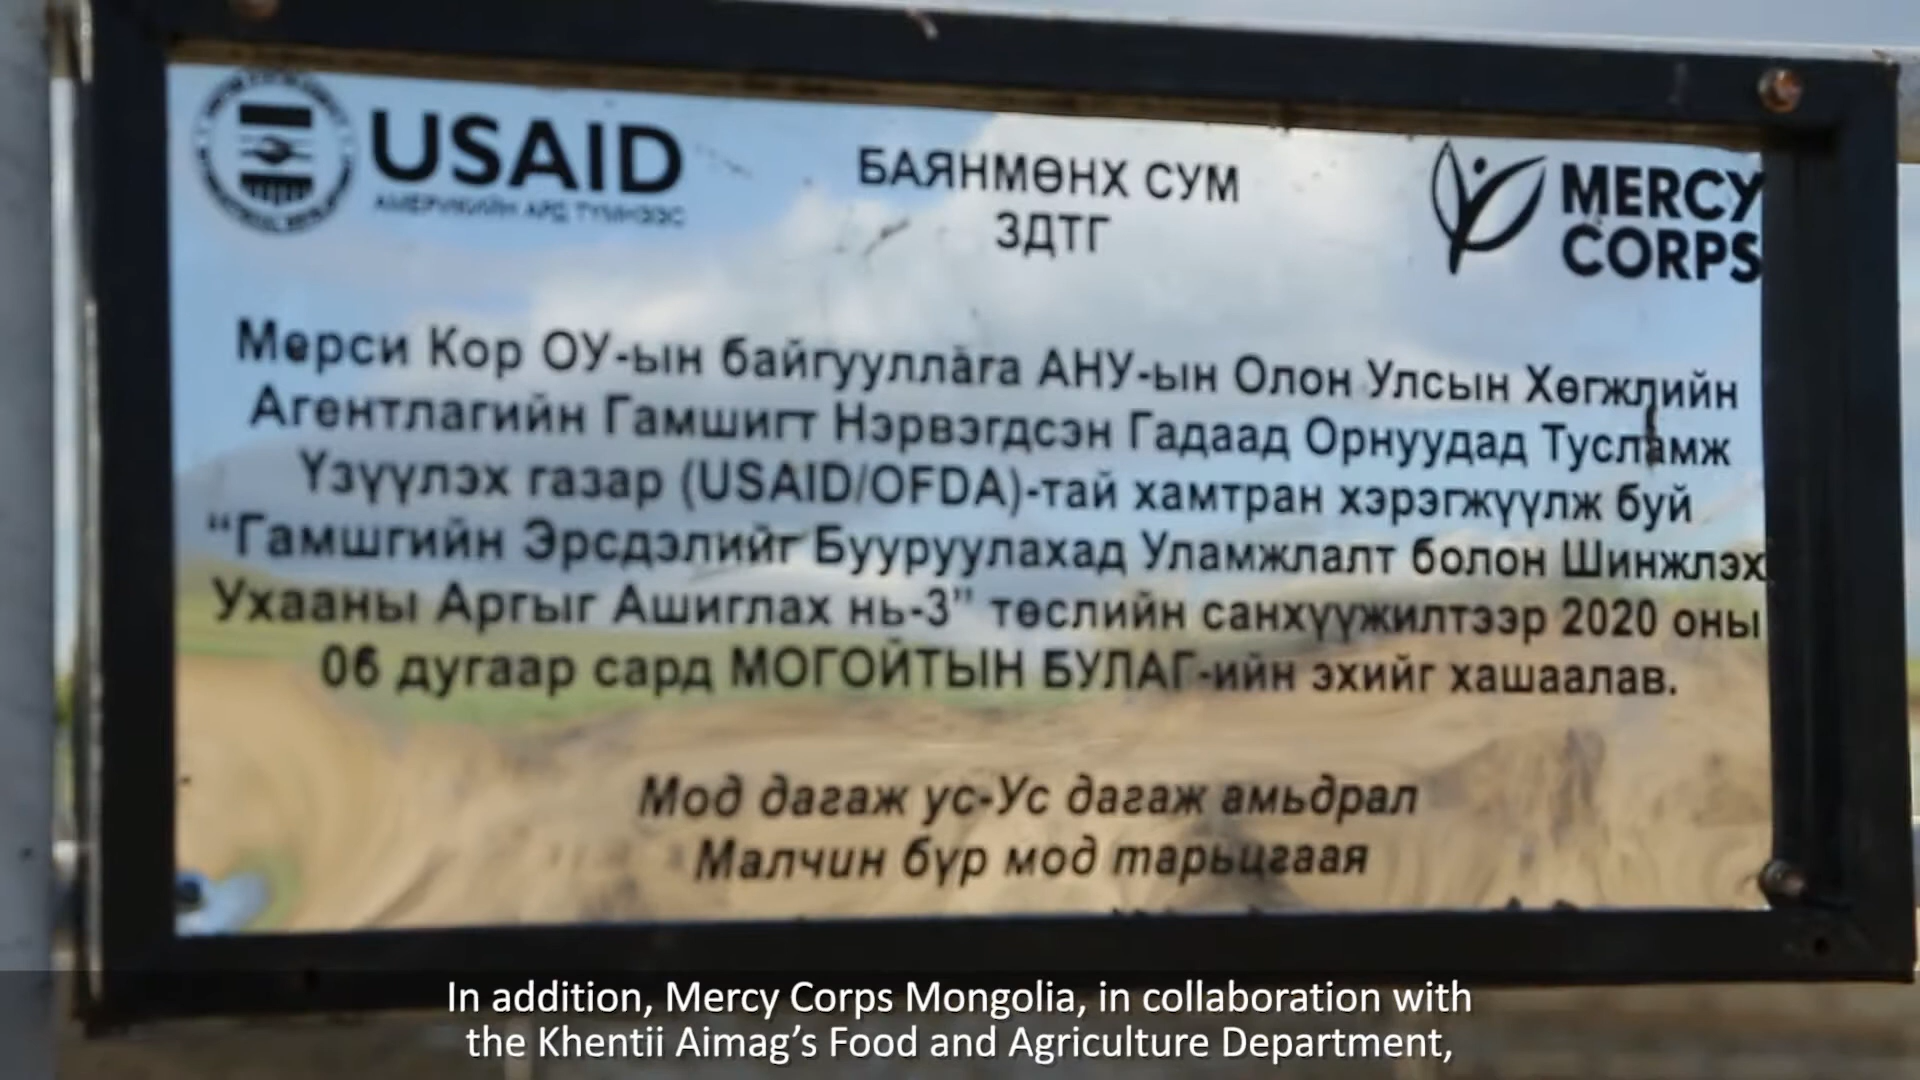 USAID
АМЕРИКИЙН АРД ТҮМНЭЭС
БАЯНМӨНХ СУМ
ЗДТГ
MERCY
CORPS
Мерси Кор ОУ-ын байгууллага АНУ-ын Олон Улсын Хөгжлийн
Агентлагийн Гамшигт Нэрвэгдсэн Гадаад Орнуудад Тусламж
Үзүүлэх газар (USAID/OFDA)-тай хамтран хэрэгжүүлж буй
“Гамшгийн Эрсдэлийг Бууруулахад Уламжлалт болон Шинжлэх
Ухааны Аргыг Ашиглах нь-3” төслийн санхүүжилтээр 2020 оны
06 дугаар сард МОГОЙТЫН БУЛАГ-ийн эхийг хашаалав.
Мод дагаж ус-Ус дагаж амьдрал
Малчин бүр мод тарьцгаая
In addition, Mercy Corps Mongolia, in collaboration with
the Khentii Aimag’s Food and Agriculture Department,